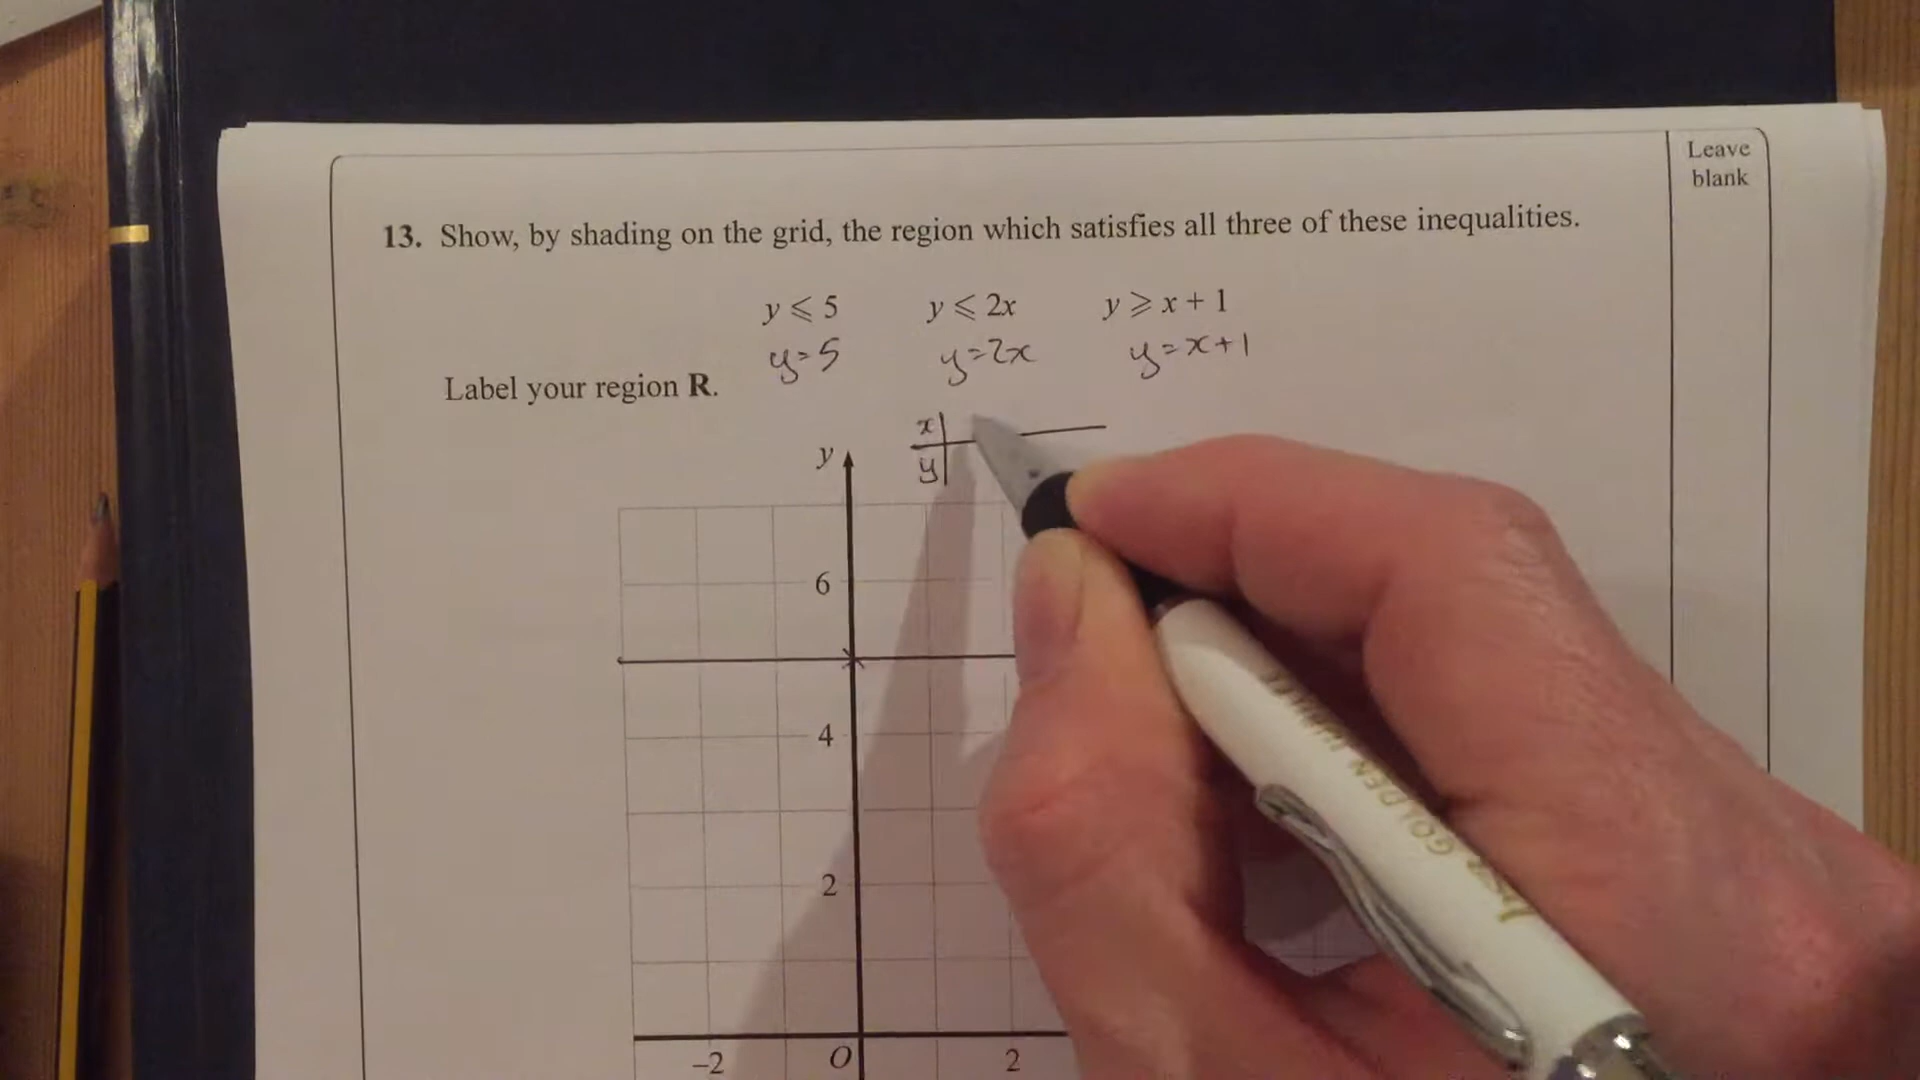 Leave
blank
13. Show, by shading on the grid, the region which satisfies all three of these inequalities.
y ⩽ 5 y ⩽ 2x y ⩾ x + 1
y=5 y=2x y=x+1
Label your region R.
x
y
y
6
4
2
-2 O 2
GOLDEN